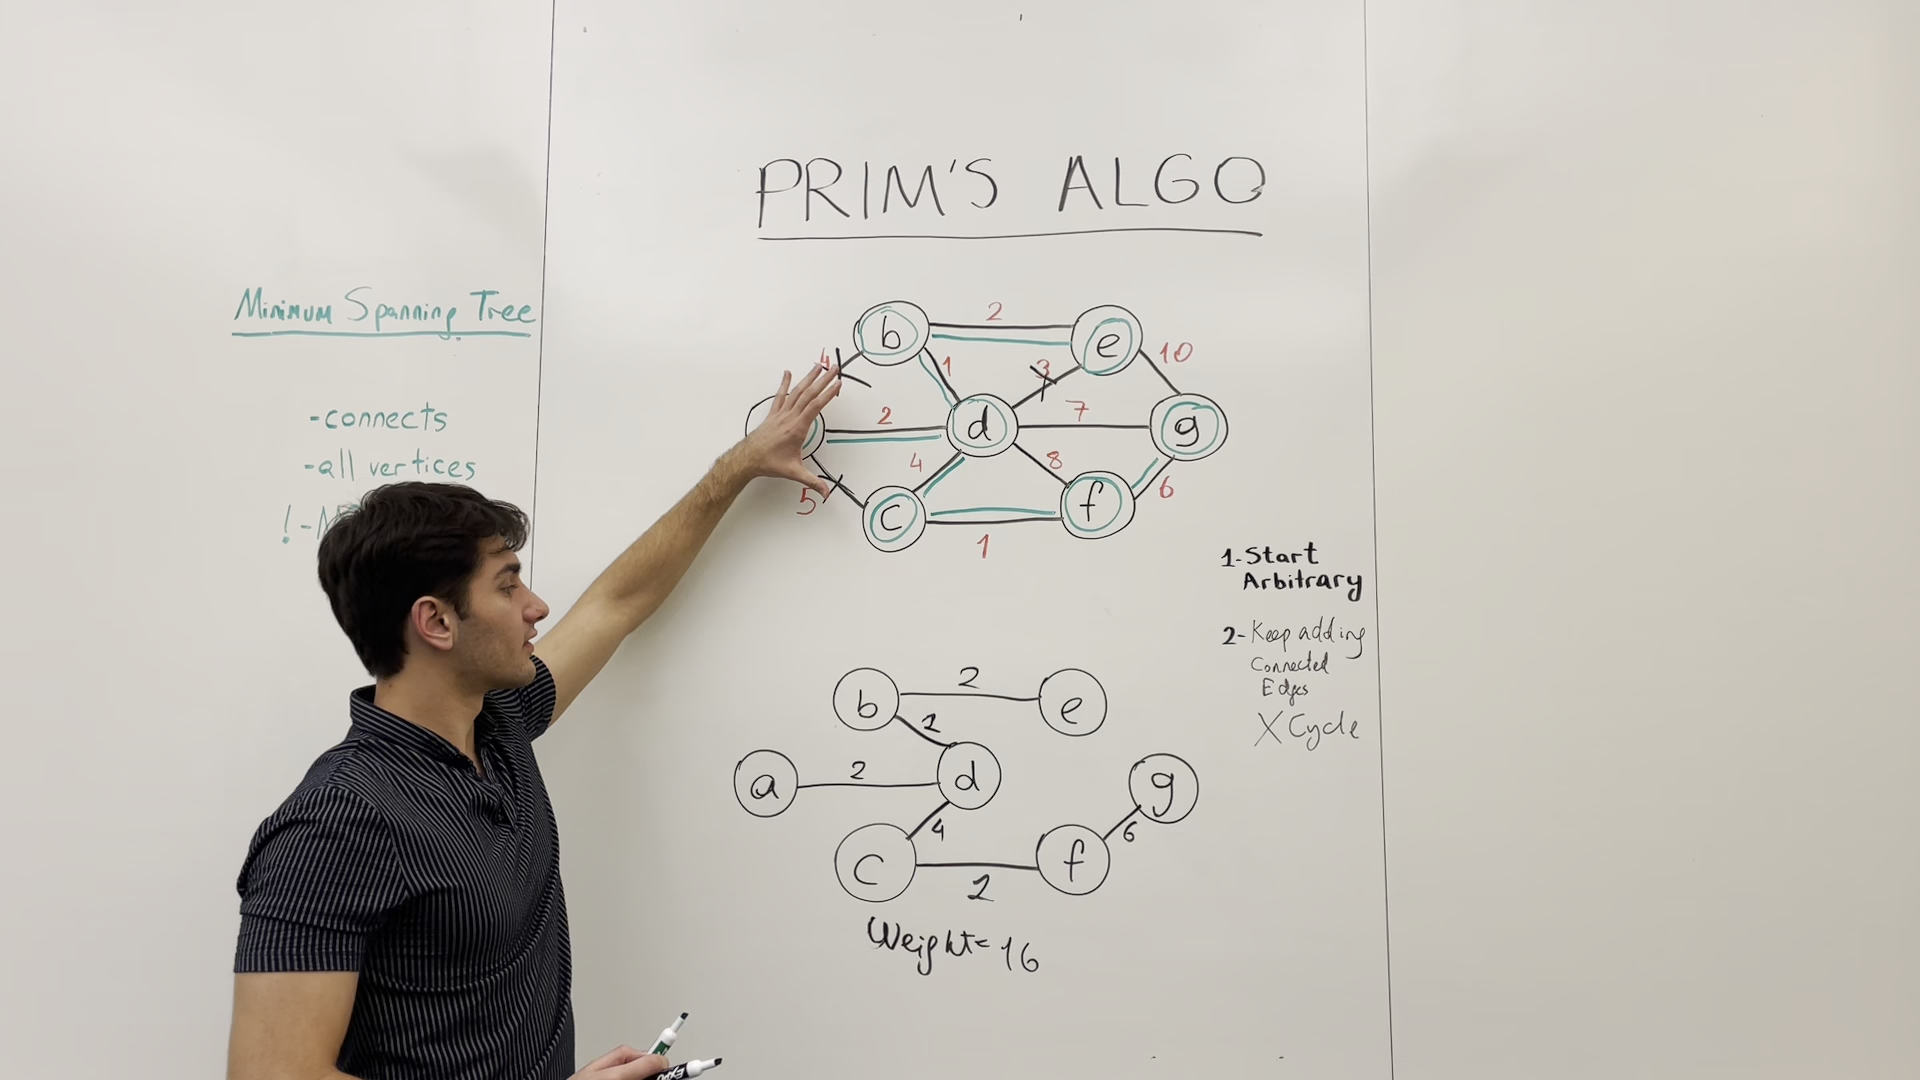 PRIM'S ALGO
Minimum Spanning Tree
-connects
-all vertices
! -
b
2
e
4
1
3
10
2
d
7
g
4
8
5
c
f
6
1
1-Start
Arbitrary
2-Keep adding
Connected
Edges
X Cycle
b
2
e
1
a
2
d
g
4
6
c
f
1
Weight= 16